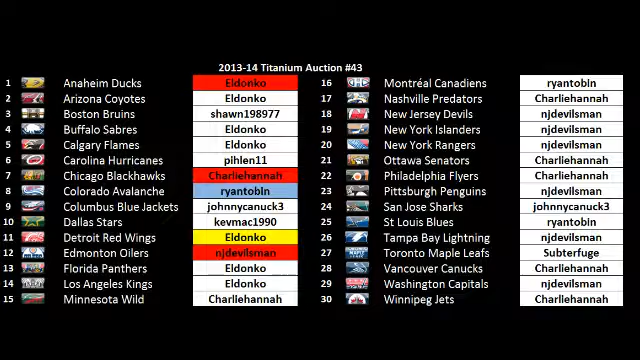 2013-14 Titanium Auction #43
1 Anaheim Ducks Eldonko
2 Arizona Coyotes Eldonko
3 Boston Bruins shawn198977
4 Buffalo Sabres Eldonko
5 Calgary Flames Eldonko
6 Carolina Hurricanes pihlen11
7 Chicago Blackhawks Charliehannah
8 Colorado Avalanche ryantobin
9 Columbus Blue Jackets johnnycanuck3
10 Dallas Stars kevmac1990
11 Detroit Red Wings Eldonko
12 Edmonton Oilers njdevilsman
13 Florida Panthers Eldonko
14 Los Angeles Kings Eldonko
15 Minnesota Wild Charliehannah
16 Montréal Canadiens ryantobin
17 Nashville Predators Charliehannah
18 New Jersey Devils njdevilsman
19 New York Islanders njdevilsman
20 New York Rangers njdevilsman
21 Ottawa Senators Charliehannah
22 Philadelphia Flyers Charliehannah
23 Pittsburgh Penguins njdevilsman
24 San Jose Sharks johnnycanuck3
25 St Louis Blues ryantobin
26 Tampa Bay Lightning njdevilsman
27 Toronto Maple Leafs Subterfuge
28 Vancouver Canucks Charliehannah
29 Washington Capitals njdevilsman
30 Winnipeg Jets Charliehannah